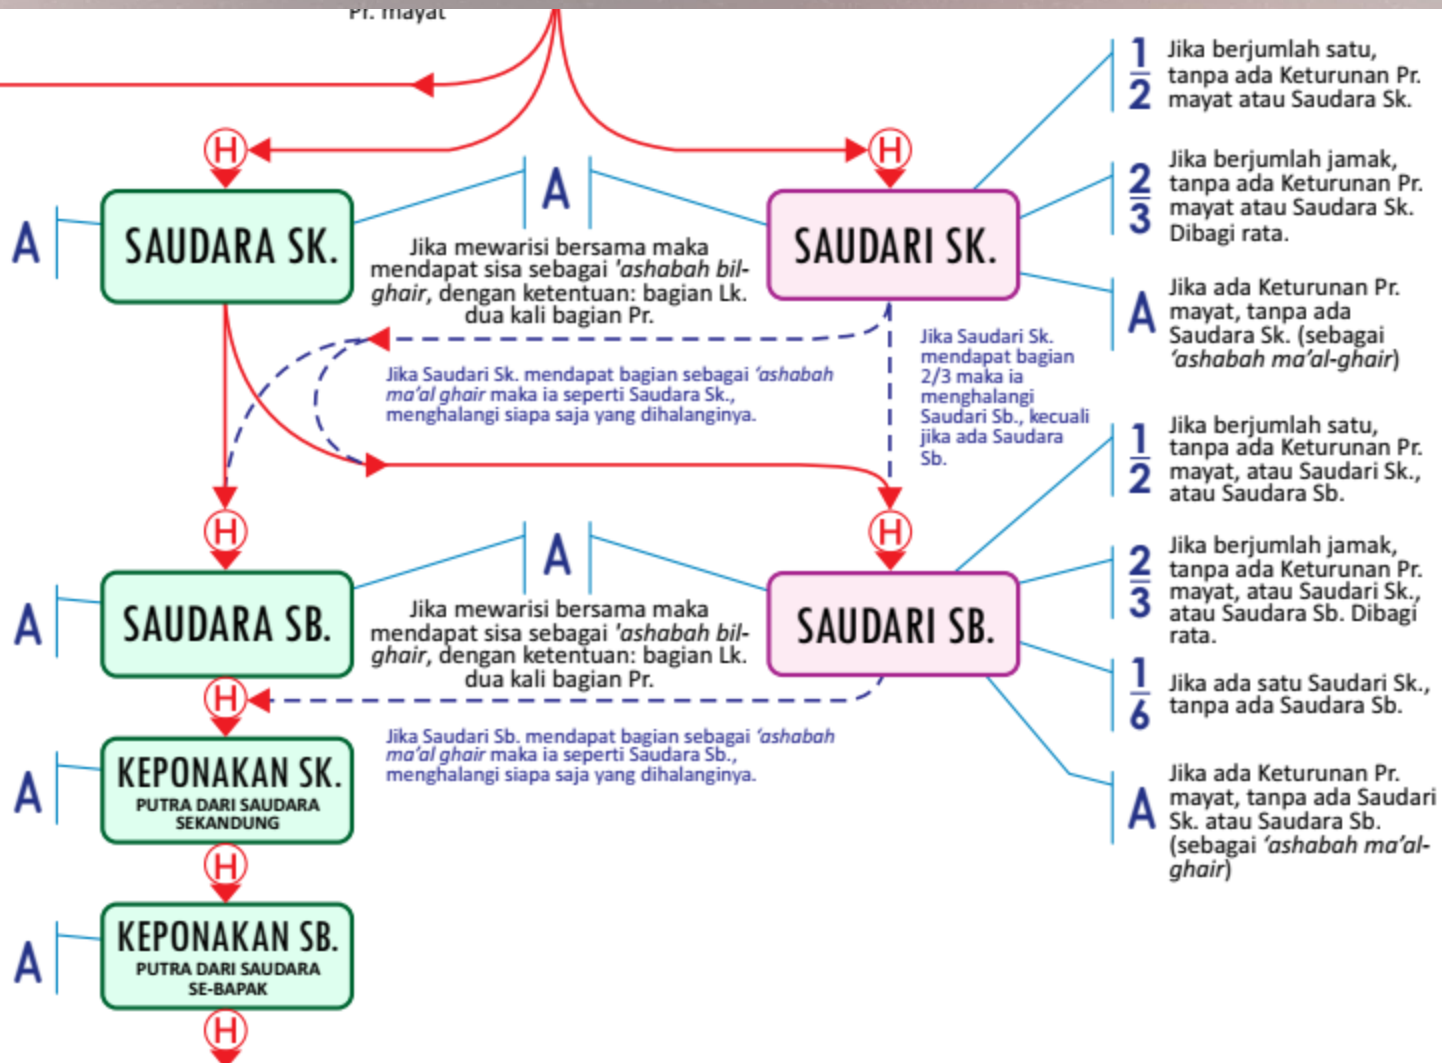 Pr. mayat
H
H
A
SAUDARA SK.
A
Jika mewarisi bersama maka
mendapat sisa sebagai 'ashabah bil-
ghair, dengan ketentuan: bagian Lk.
dua kali bagian Pr.
SAUDARI SK.
1
2
Jika berjumlah satu,
tanpa ada Keturunan Pr.
mayat atau Saudara Sk.
2
3
Jika berjumlah jamak,
tanpa ada Keturunan Pr.
mayat atau Saudara Sk.
Dibagi rata.
A
Jika ada Keturunan Pr.
mayat, tanpa ada
Saudara Sk. (sebagai
‘ashabah ma’al-ghair)
Jika Saudari Sk. mendapat bagian sebagai ‘ashabah
ma’al ghair maka ia seperti Saudara Sk.,
menghalangi siapa saja yang dihalanginya.
Jika Saudari Sk.
mendapat bagian
2/3 maka ia
menghalangi
Saudari Sb., kecuali
jika ada Saudara
Sb.
H
H
A
SAUDARA SB.
A
Jika mewarisi bersama maka
mendapat sisa sebagai 'ashabah bil-
ghair, dengan ketentuan: bagian Lk.
dua kali bagian Pr.
SAUDARI SB.
1
2
Jika berjumlah satu,
tanpa ada Keturunan Pr.
mayat, atau Saudari Sk.,
atau Saudara Sb.
2
3
Jika berjumlah jamak,
tanpa ada Keturunan Pr.
mayat, atau Saudari Sk.,
atau Saudara Sb. Dibagi
rata.
1
6
Jika ada satu Saudari Sk.,
tanpa ada Saudara Sb.
A
Jika ada Keturunan Pr.
mayat, tanpa ada Saudari
Sk. atau Saudara Sb.
(sebagai ‘ashabah ma’al-
ghair)
H
Jika Saudari Sb. mendapat bagian sebagai ‘ashabah
ma’al ghair maka ia seperti Saudara Sb.,
menghalangi siapa saja yang dihalanginya.
A
KEPONAKAN SK.
PUTRA DARI SAUDARA
SEKANDUNG
H
A
KEPONAKAN SB.
PUTRA DARI SAUDARA
SE-BAPAK
H